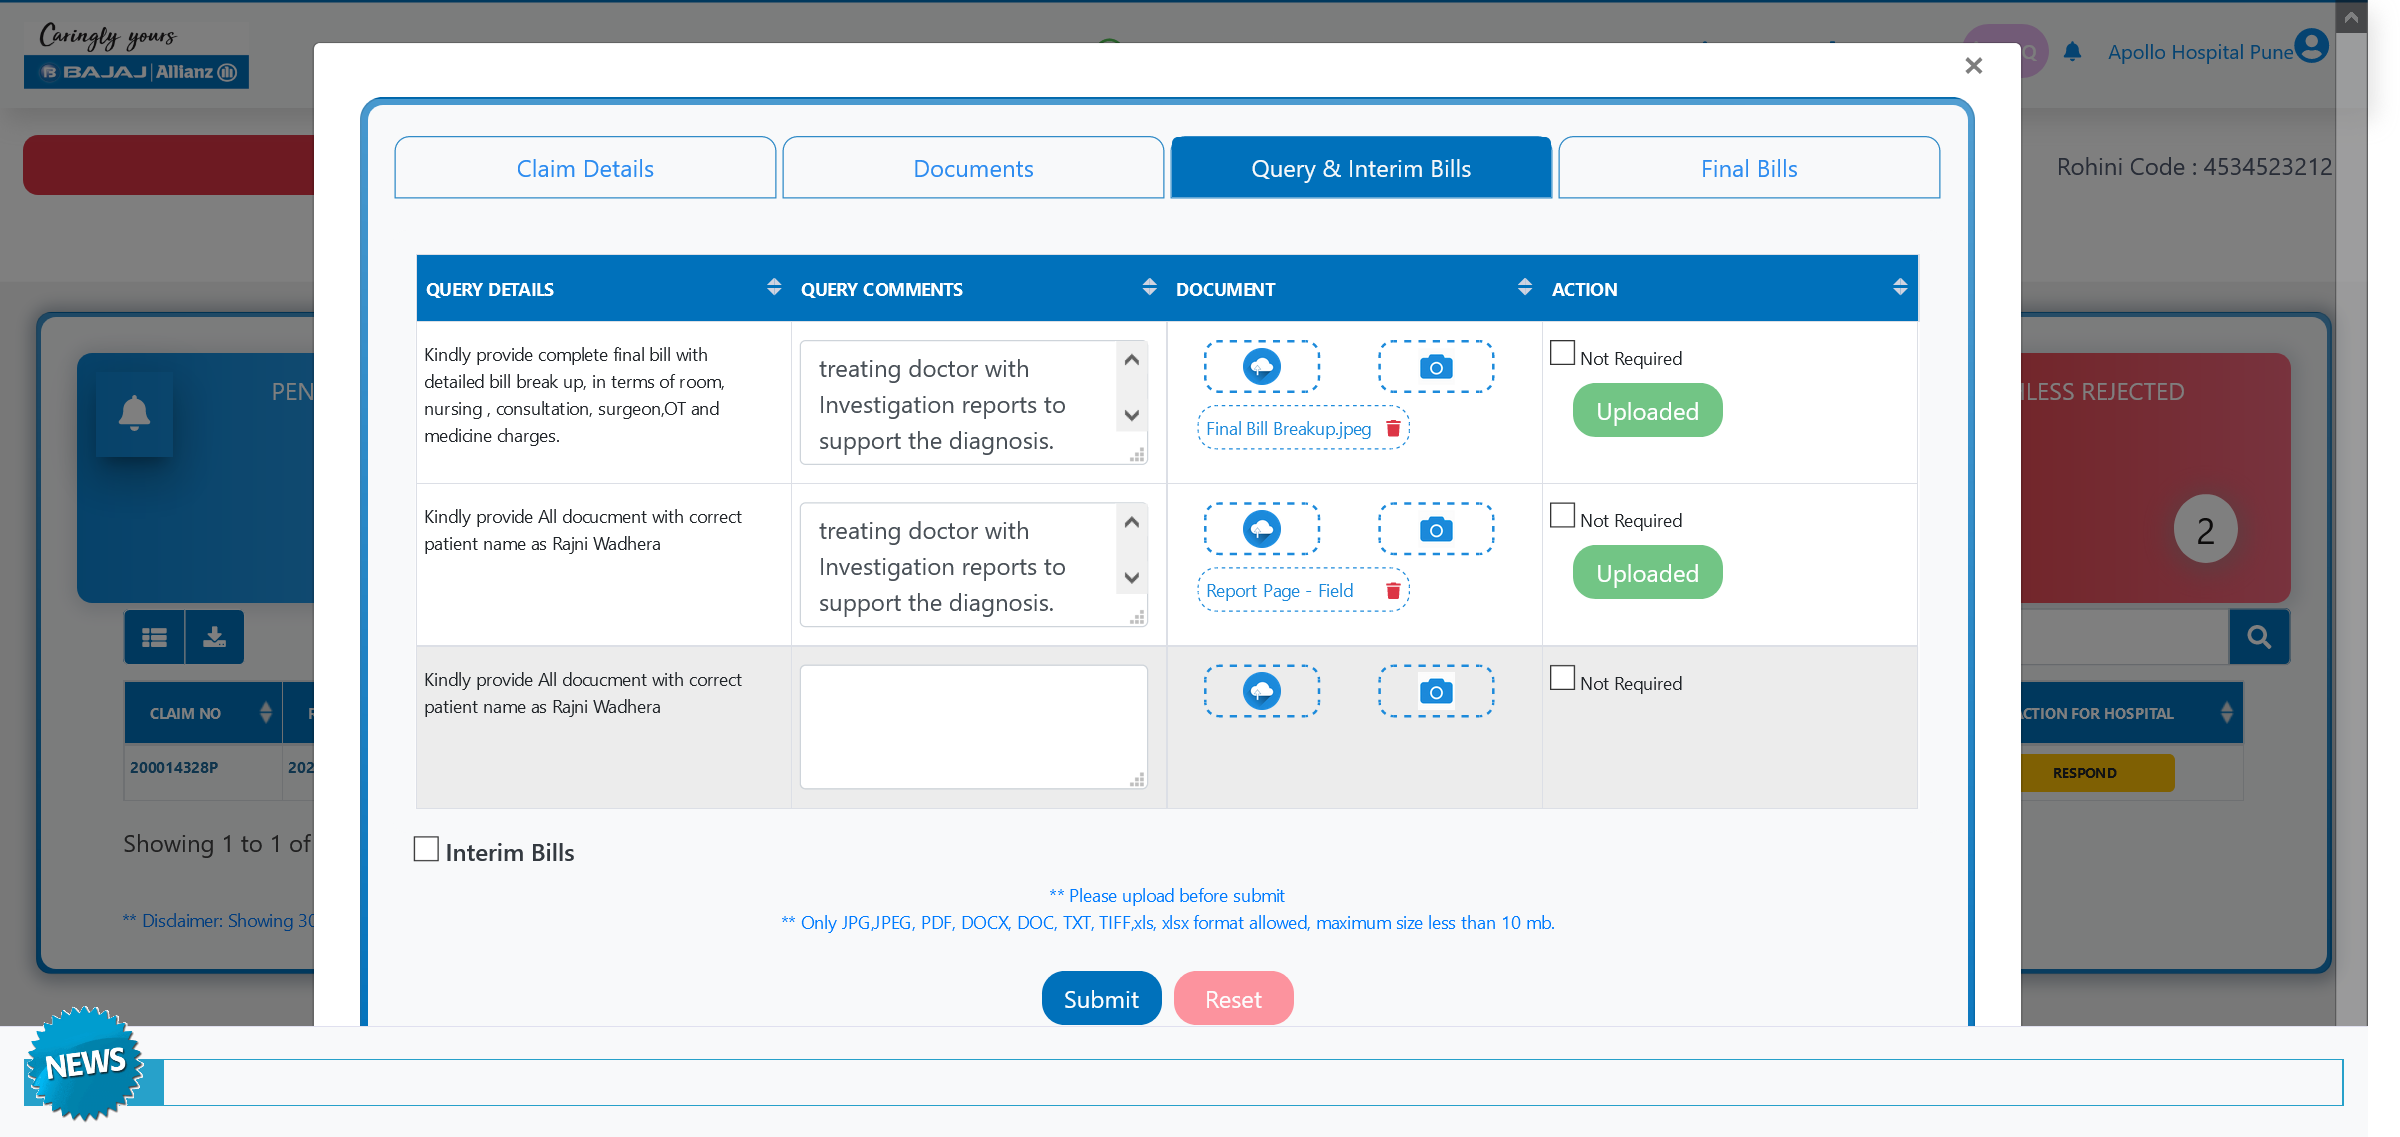 Caringly yours
BAJAJ Allianz
Q
Apollo Hospital Pune
Rohini Code : 4534523212
Claim Details
Documents
Query & Interim Bills
Final Bills
QUERY DETAILS
QUERY COMMENTS
DOCUMENT
ACTION
Kindly provide complete final bill with
detailed bill break up, in terms of room,
nursing , consultation, surgeon,OT and
medicine charges.
treating doctor with
Investigation reports to
support the diagnosis.
Final Bill Breakup.jpeg
Not Required
Uploaded
Kindly provide All docucment with correct
patient name as Rajni Wadhera
treating doctor with
Investigation reports to
support the diagnosis.
Report Page - Field
Not Required
Uploaded
Kindly provide All docucment with correct
patient name as Rajni Wadhera
Not Required
Interim Bills
** Please upload before submit
** Only JPG,JPEG, PDF, DOCX, DOC, TXT, TIFF,xls, xlsx format allowed, maximum size less than 10 mb.
Submit
Reset
PEN
LESS REJECTED
2
CLAIM NO
CTION FOR HOSPITAL
200014328P
202
RESPOND
Showing 1 to 1 of
** Disclaimer: Showing 30
NEWS